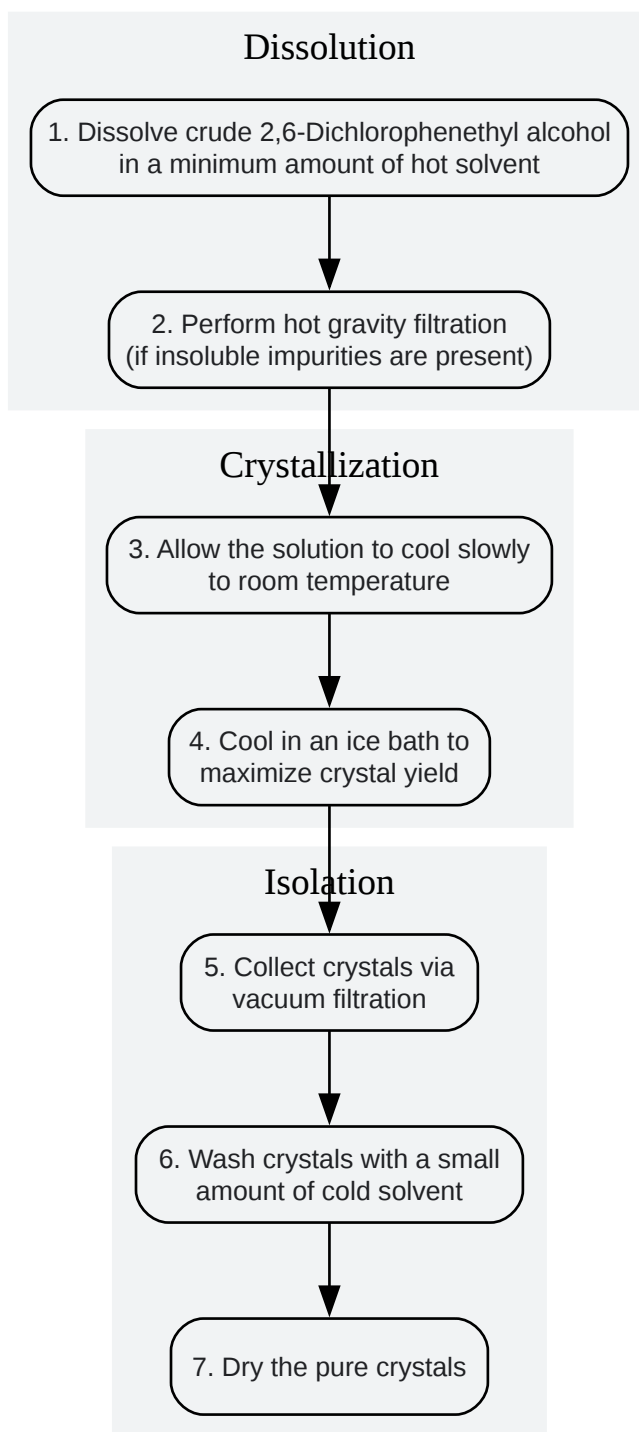 Dissolution
1. Dissolve crude 2,6-Dichlorophenethyl alcohol
in a minimum amount of hot solvent
2. Perform hot gravity filtration
(if insoluble impurities are present)
Crystallization
3. Allow the solution to cool slowly
to room temperature
4. Cool in an ice bath to
maximize crystal yield
Isolation
5. Collect crystals via
vacuum filtration
6. Wash crystals with a small
amount of cold solvent
7. Dry the pure crystals